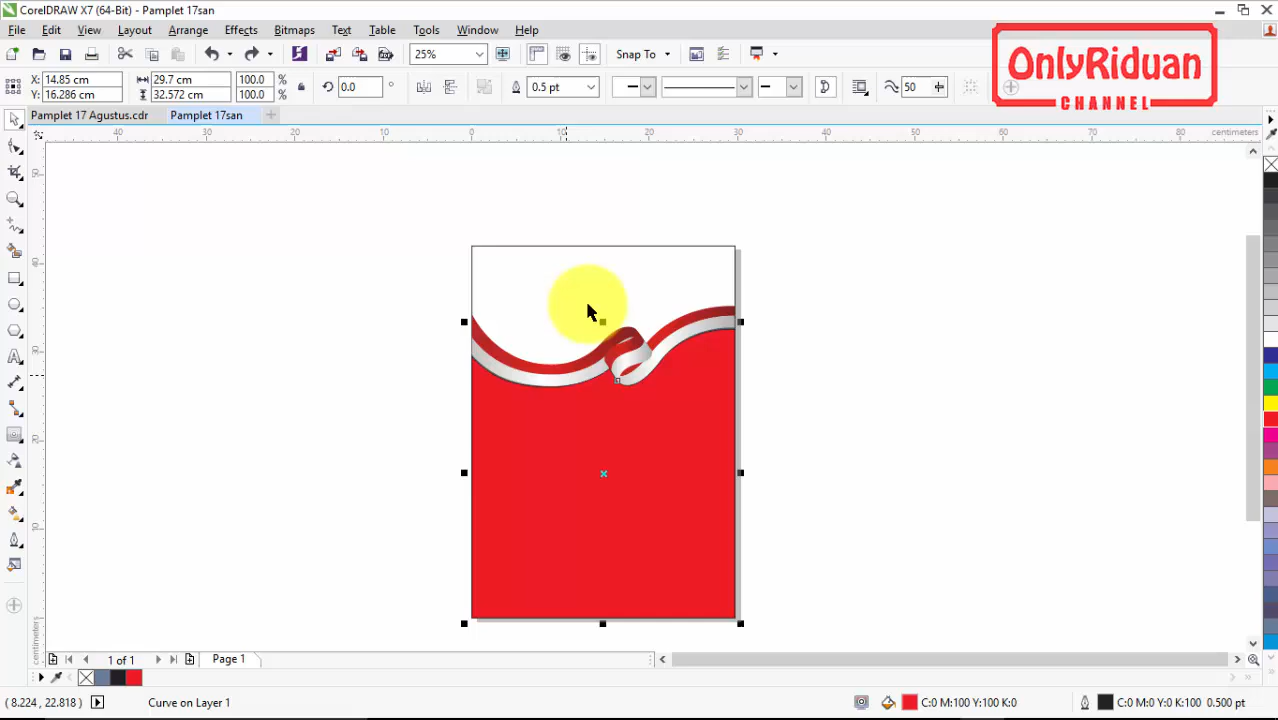 CorelDRAW X7 (64-Bit) - Pamplet 17san
File Edit View Layout Arrange Effects Bitmaps Text Table Tools Window Help
25% Snap To
X: 14.85 cm 29.7 cm 100.0 % 0.0 ° 0.5 pt 50
Y: 16.286 cm 32.572 cm 100.0 %
OnlyRiduan
CHANNEL
Pamplet 17 Agustus.cdr Pamplet 17san
40 30 20 10 0 10 20 30 40 50 60 70 80 centimeters
centimeters
1 of 1 Page 1
( 8.224, 22.818 ) Curve on Layer 1 C:0 M:100 Y:100 K:0 C:0 M:0 Y:0 K:100 0.500 pt